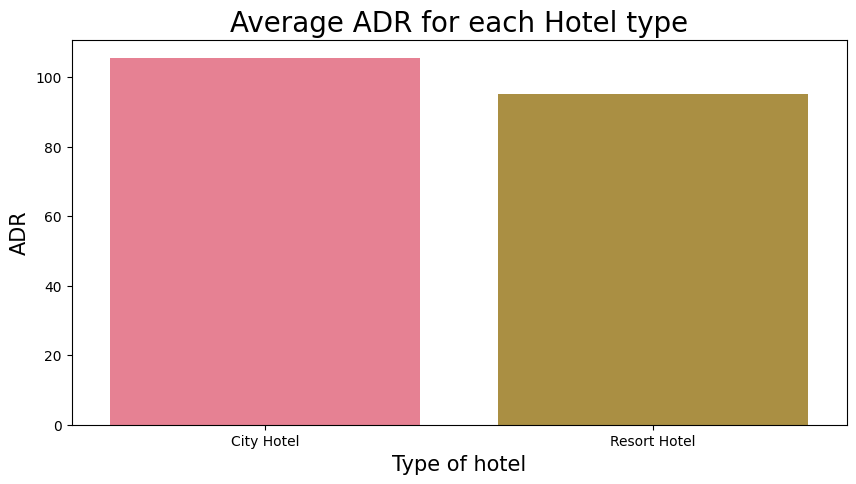 Average ADR for each Hotel type
100
80
60
40
20
0
ADR
City Hotel
Resort Hotel
Type of hotel